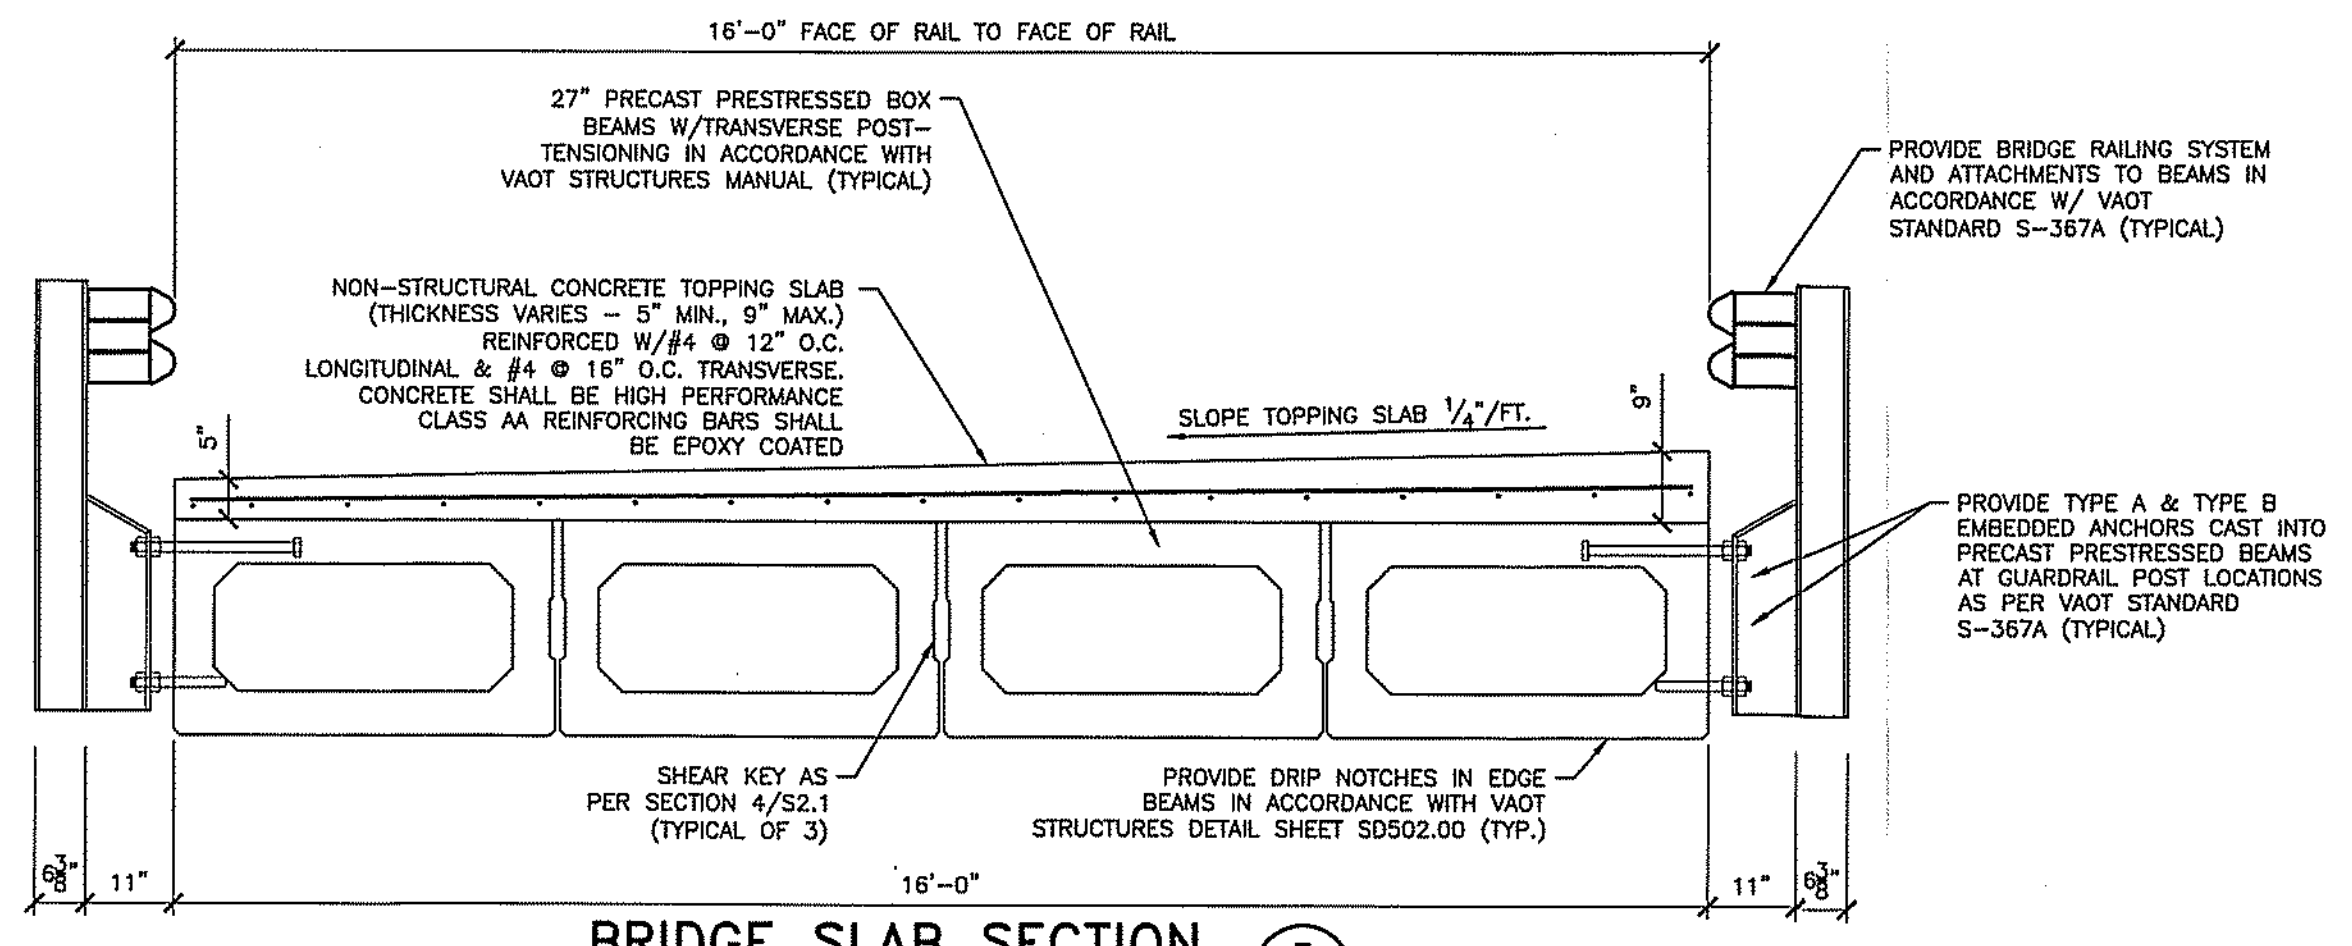 16'-0" FACE OF RAIL TO FACE OF RAIL
27" PRECAST PRESTRESSED BOX
BEAMS W/TRANSVERSE POST-
TENSIONING IN ACCORDANCE WITH
VAOT STRUCTURES MANUAL (TYPICAL)
PROVIDE BRIDGE RAILING SYSTEM
AND ATTACHMENTS TO BEAMS IN
ACCORDANCE W/ VAOT
STANDARD S-367A (TYPICAL)
NON-STRUCTURAL CONCRETE TOPPING SLAB
(THICKNESS VARIES - 5" MIN., 9" MAX.)
REINFORCED W/#4 @ 12" O.C.
LONGITUDINAL & #4 @ 16" O.C. TRANSVERSE.
CONCRETE SHALL BE HIGH PERFORMANCE
CLASS AA REINFORCING BARS SHALL
BE EPOXY COATED
5"
SLOPE TOPPING SLAB 1/4"/FT.
9"
PROVIDE TYPE A & TYPE B
EMBEDDED ANCHORS CAST INTO
PRECAST PRESTRESSED BEAMS
AT GUARDRAIL POST LOCATIONS
AS PER VAOT STANDARD
S-367A (TYPICAL)
SHEAR KEY AS
PER SECTION 4/S2.1
(TYPICAL OF 3)
PROVIDE DRIP NOTCHES IN EDGE
BEAMS IN ACCORDANCE WITH VAOT
STRUCTURES DETAIL SHEET SD502.00 (TYP.)
6 3/8"
11"
16'-0"
11"
6 3/8"
BRIDGE SLAB SECTION